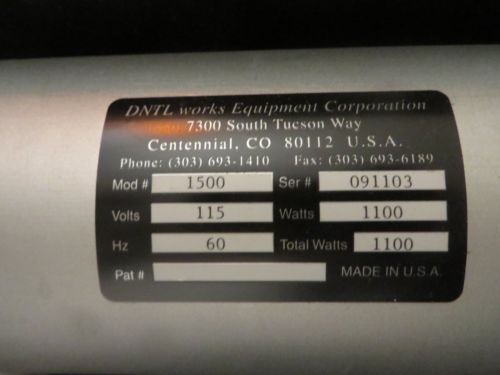 DNTL works Equipment Corporation
7300 South Tucson Way
Centennial, CO 80112 U.S.A.
Phone: (303) 693-1410 Fax: (303) 693-6189
Mod # 1500 Ser # 091103
Volts 115 Watts 1100
Hz 60 Total Watts 1100
Pat # MADE IN U.S.A.